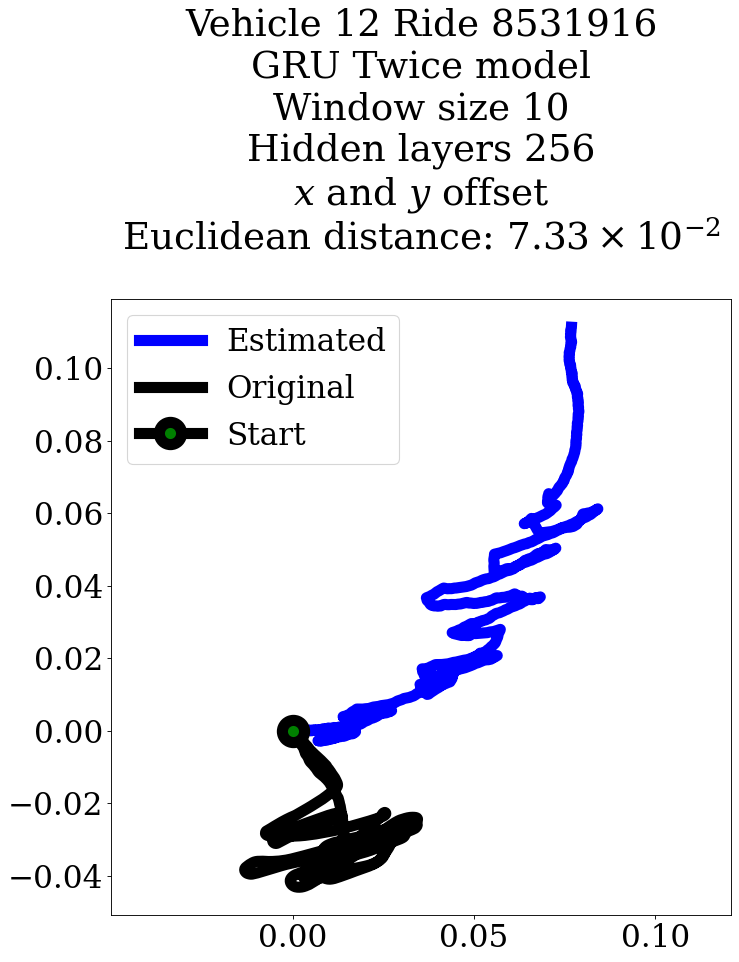 Vehicle 12 Ride 8531916
GRU Twice model
Window size 10
Hidden layers 256
x and y offset
Euclidean distance: 7.33 × 10⁻²
Estimated
Original
Start
0.10
0.08
0.06
0.04
0.02
0.00
−0.02
−0.04
0.00 0.05 0.10